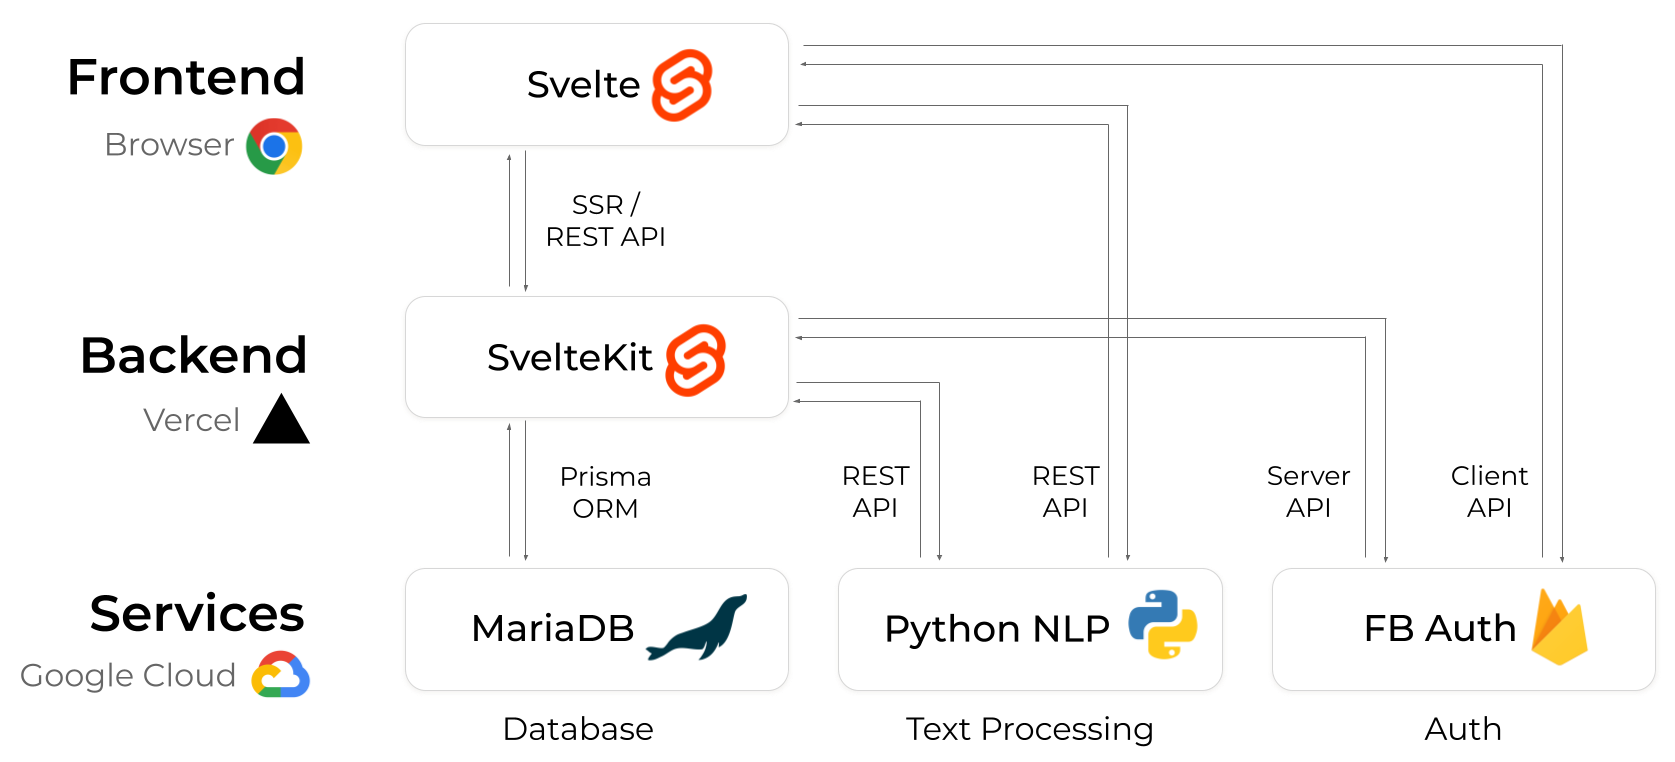 Frontend
Browser
Svelte
SSR /
REST API
Backend
Vercel
SvelteKit
Prisma
ORM
REST
API
REST
API
Server
API
Client
API
Services
Google Cloud
MariaDB
Python NLP
FB Auth
Database
Text Processing
Auth